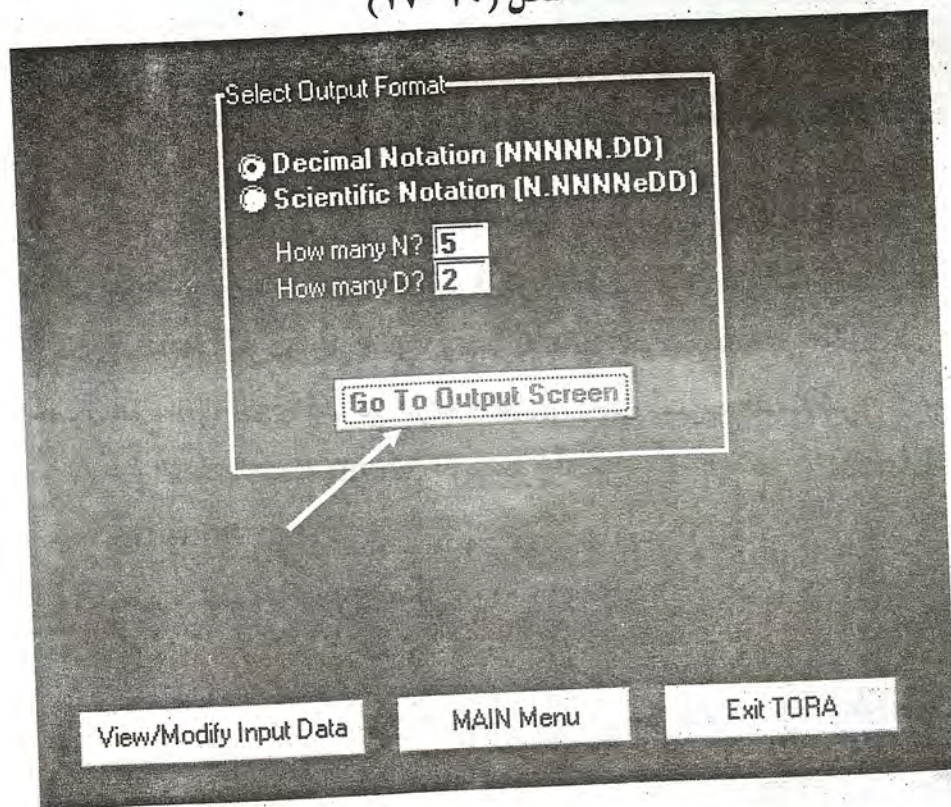 Select Output Format
Decimal Notation (NNNNN.DD)
Scientific Notation (N.NNNNeDD)
How many N? 5
How many D? 2
Go To Output Screen
View/Modify Input Data
MAIN Menu
Exit TORA